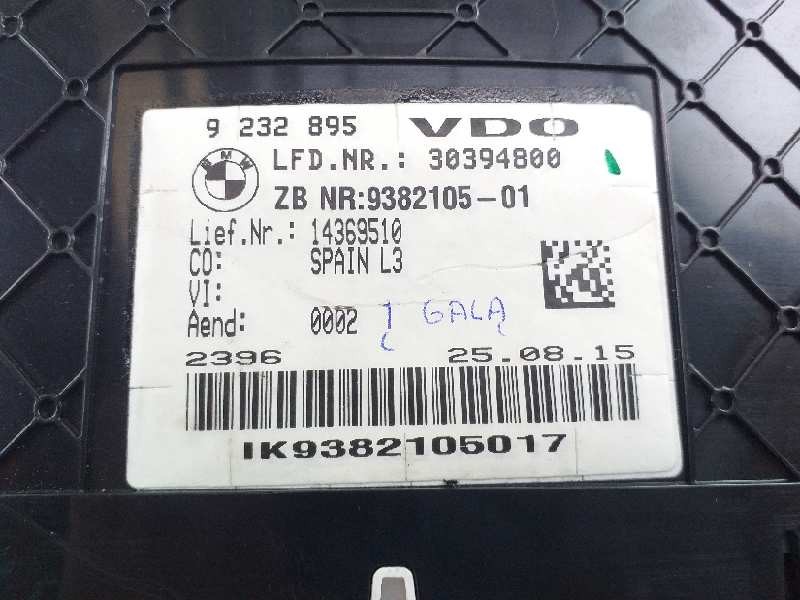 9 232 895 VDO
BMW LFD.NR.: 30394800
ZB NR:9382105-01
Lief.Nr.: 14369510
CO: SPAIN L3
VI:
Aend: 0002 GALA
2396 25.08.15
IK9382105017